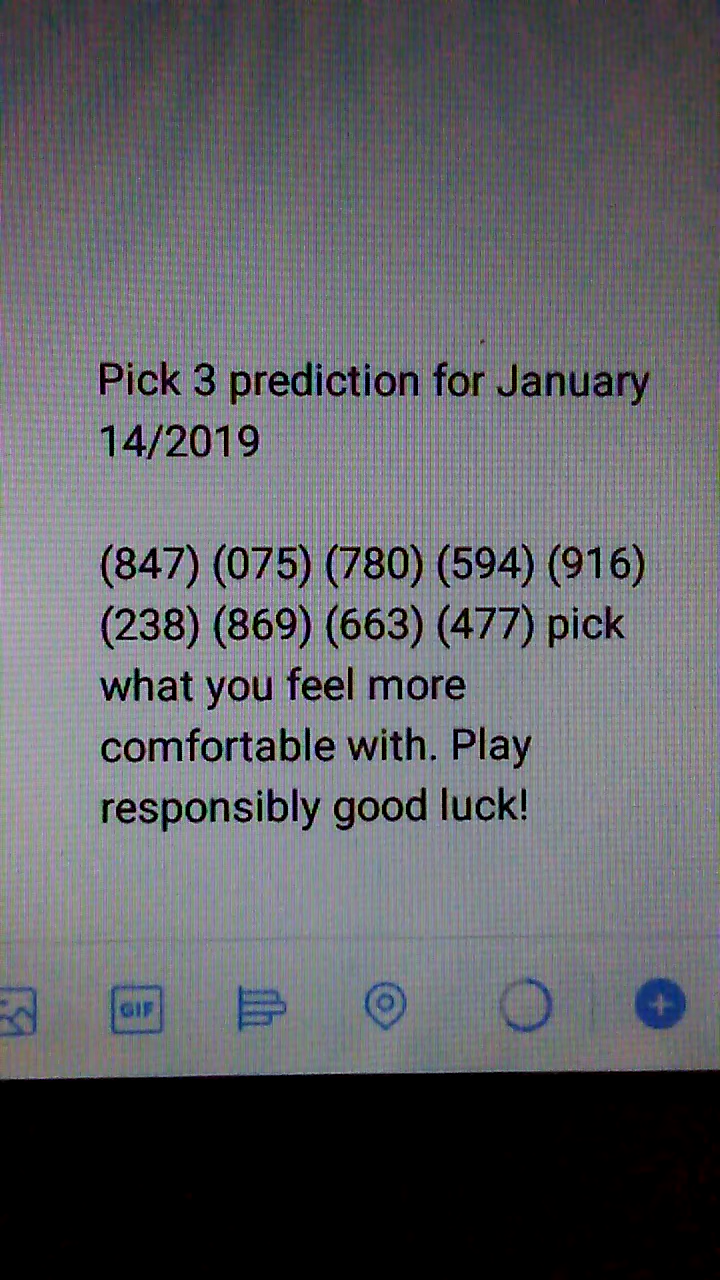 Pick 3 prediction for January
14/2019
(847) (075) (780) (594) (916)
(238) (869) (663) (477) pick
what you feel more
comfortable with. Play
responsibly good luck!
GIF